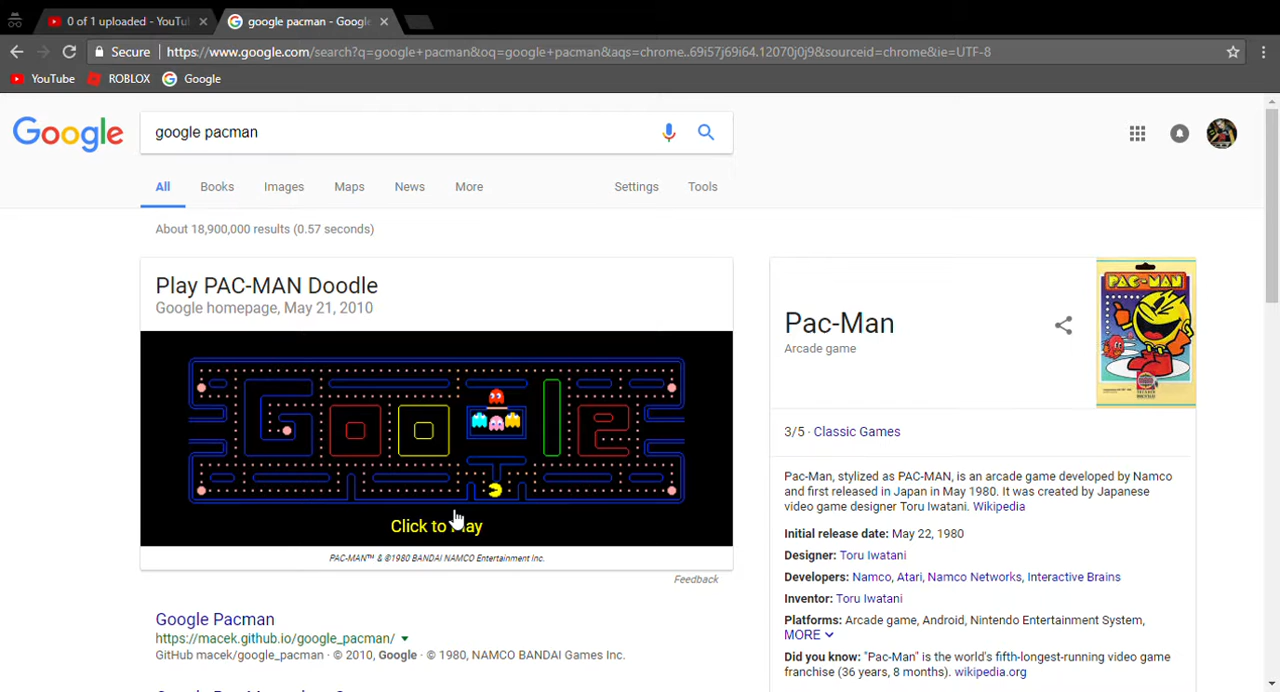 0 of 1 uploaded - YouTu
google pacman - Google
Secure
https://www.google.com/search?q=google+pacman&oq=google+pacman&aqs=chrome..69i57j69i64.12070j0j9&sourceid=chrome&ie=UTF-8
YouTube
ROBLOX
Google
Google
google pacman
All
Books
Images
Maps
News
More
Settings
Tools
About 18,900,000 results (0.57 seconds)
Play PAC-MAN Doodle
Google homepage, May 21, 2010
Click to Play
PAC-MAN™ & ©1980 BANDAI NAMCO Entertainment Inc.
Feedback
Google Pacman
https://macek.github.io/google_pacman/
GitHub macek/google_pacman - © 2010, Google - © 1980, NAMCO BANDAI Games Inc.
Pac-Man
Arcade game
PAC-MAN
3/5 · Classic Games
Pac-Man, stylized as PAC-MAN, is an arcade game developed by Namco
and first released in Japan in May 1980. It was created by Japanese
video game designer Toru Iwatani. Wikipedia
Initial release date: May 22, 1980
Designer: Toru Iwatani
Developers: Namco, Atari, Namco Networks, Interactive Brains
Inventor: Toru Iwatani
Platforms: Arcade game, Android, Nintendo Entertainment System,
MORE
Did you know: "Pac-Man" is the world's fifth-longest-running video game
franchise (36 years, 8 months). wikipedia.org